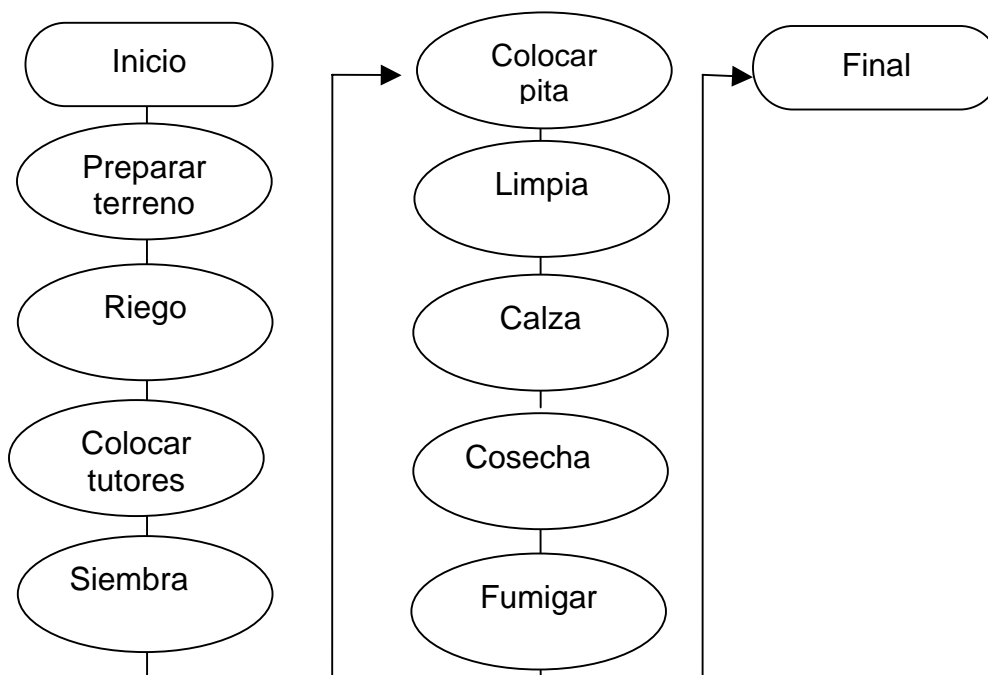 Inicio
Preparar
terreno
Riego
Colocar
tutores
Siembra
Colocar
pita
Limpia
Calza
Cosecha
Fumigar
Final